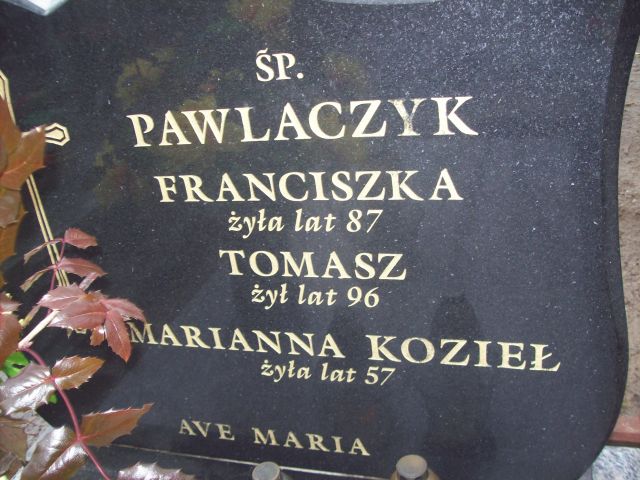 ŚP.
PAWLACZYK
FRANCISZKA
żyła lat 87
TOMASZ
żył lat 96
MARIANNA KOZIEŁ
żyła lat 57
AVE MARIA